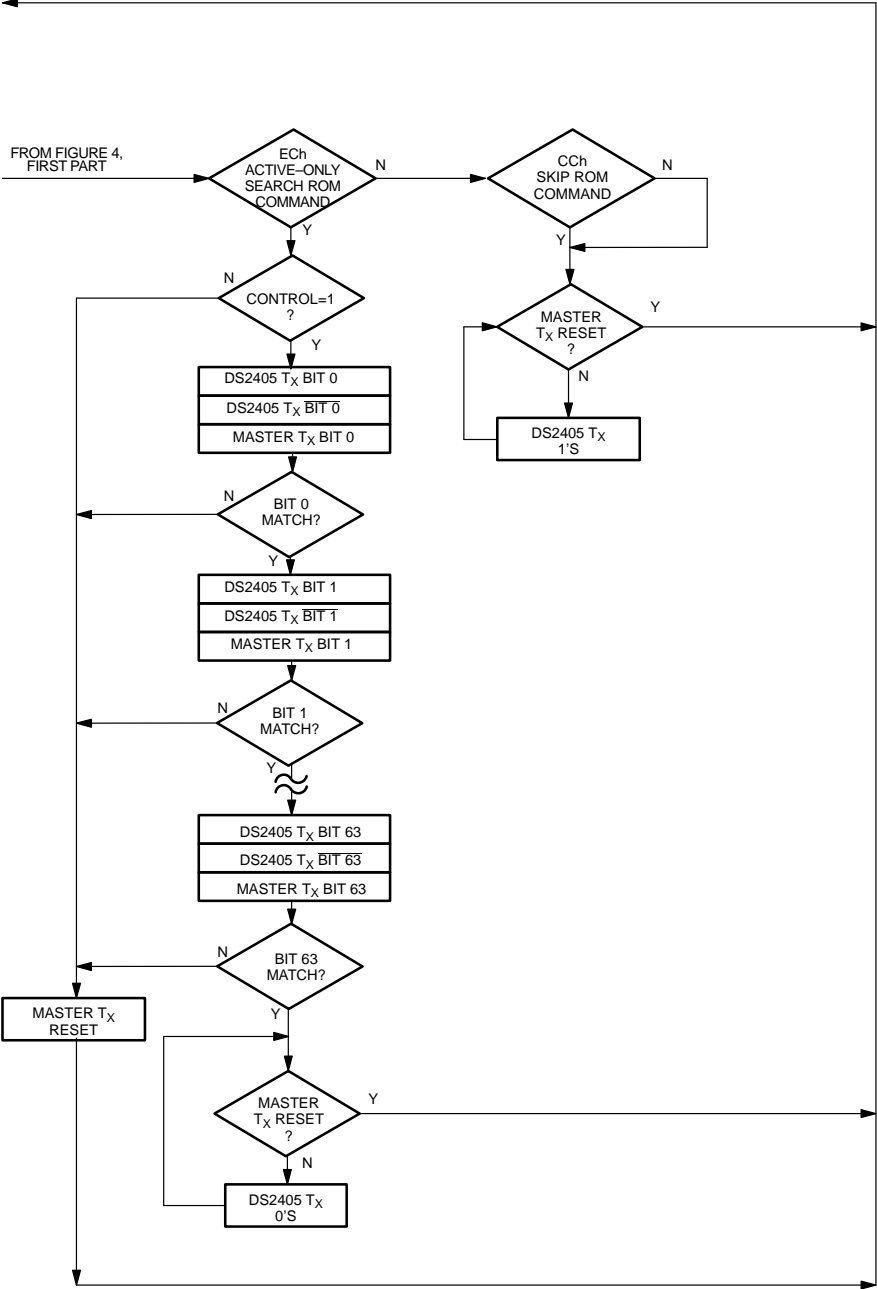 FROM FIGURE 4,
FIRST PART
ECh
ACTIVE–ONLY
SEARCH ROM
COMMAND
N
Y
CCh
SKIP ROM
COMMAND
N
Y
N
CONTROL=1
?
Y
MASTER
TX RESET
?
Y
N
DS2405 TX
1'S
DS2405 TX BIT 0
DS2405 TX BIT 0
MASTER TX BIT 0
N
BIT 0
MATCH?
Y
DS2405 TX BIT 1
DS2405 TX BIT 1
MASTER TX BIT 1
N
BIT 1
MATCH?
Y
DS2405 TX BIT 63
DS2405 TX BIT 63
MASTER TX BIT 63
N
BIT 63
MATCH?
Y
MASTER TX
RESET
MASTER
TX RESET
?
Y
N
DS2405 TX
0'S